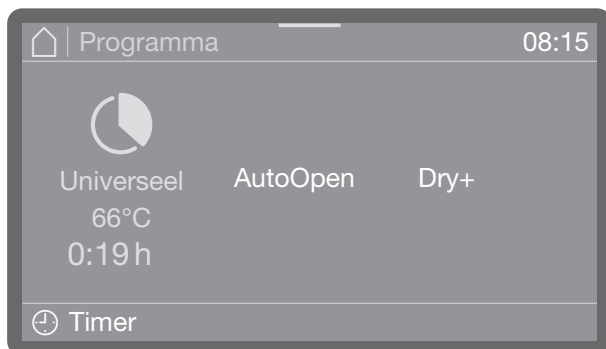 Programma 08:15
Universeel AutoOpen Dry+
66°C
0:19 h
Timer